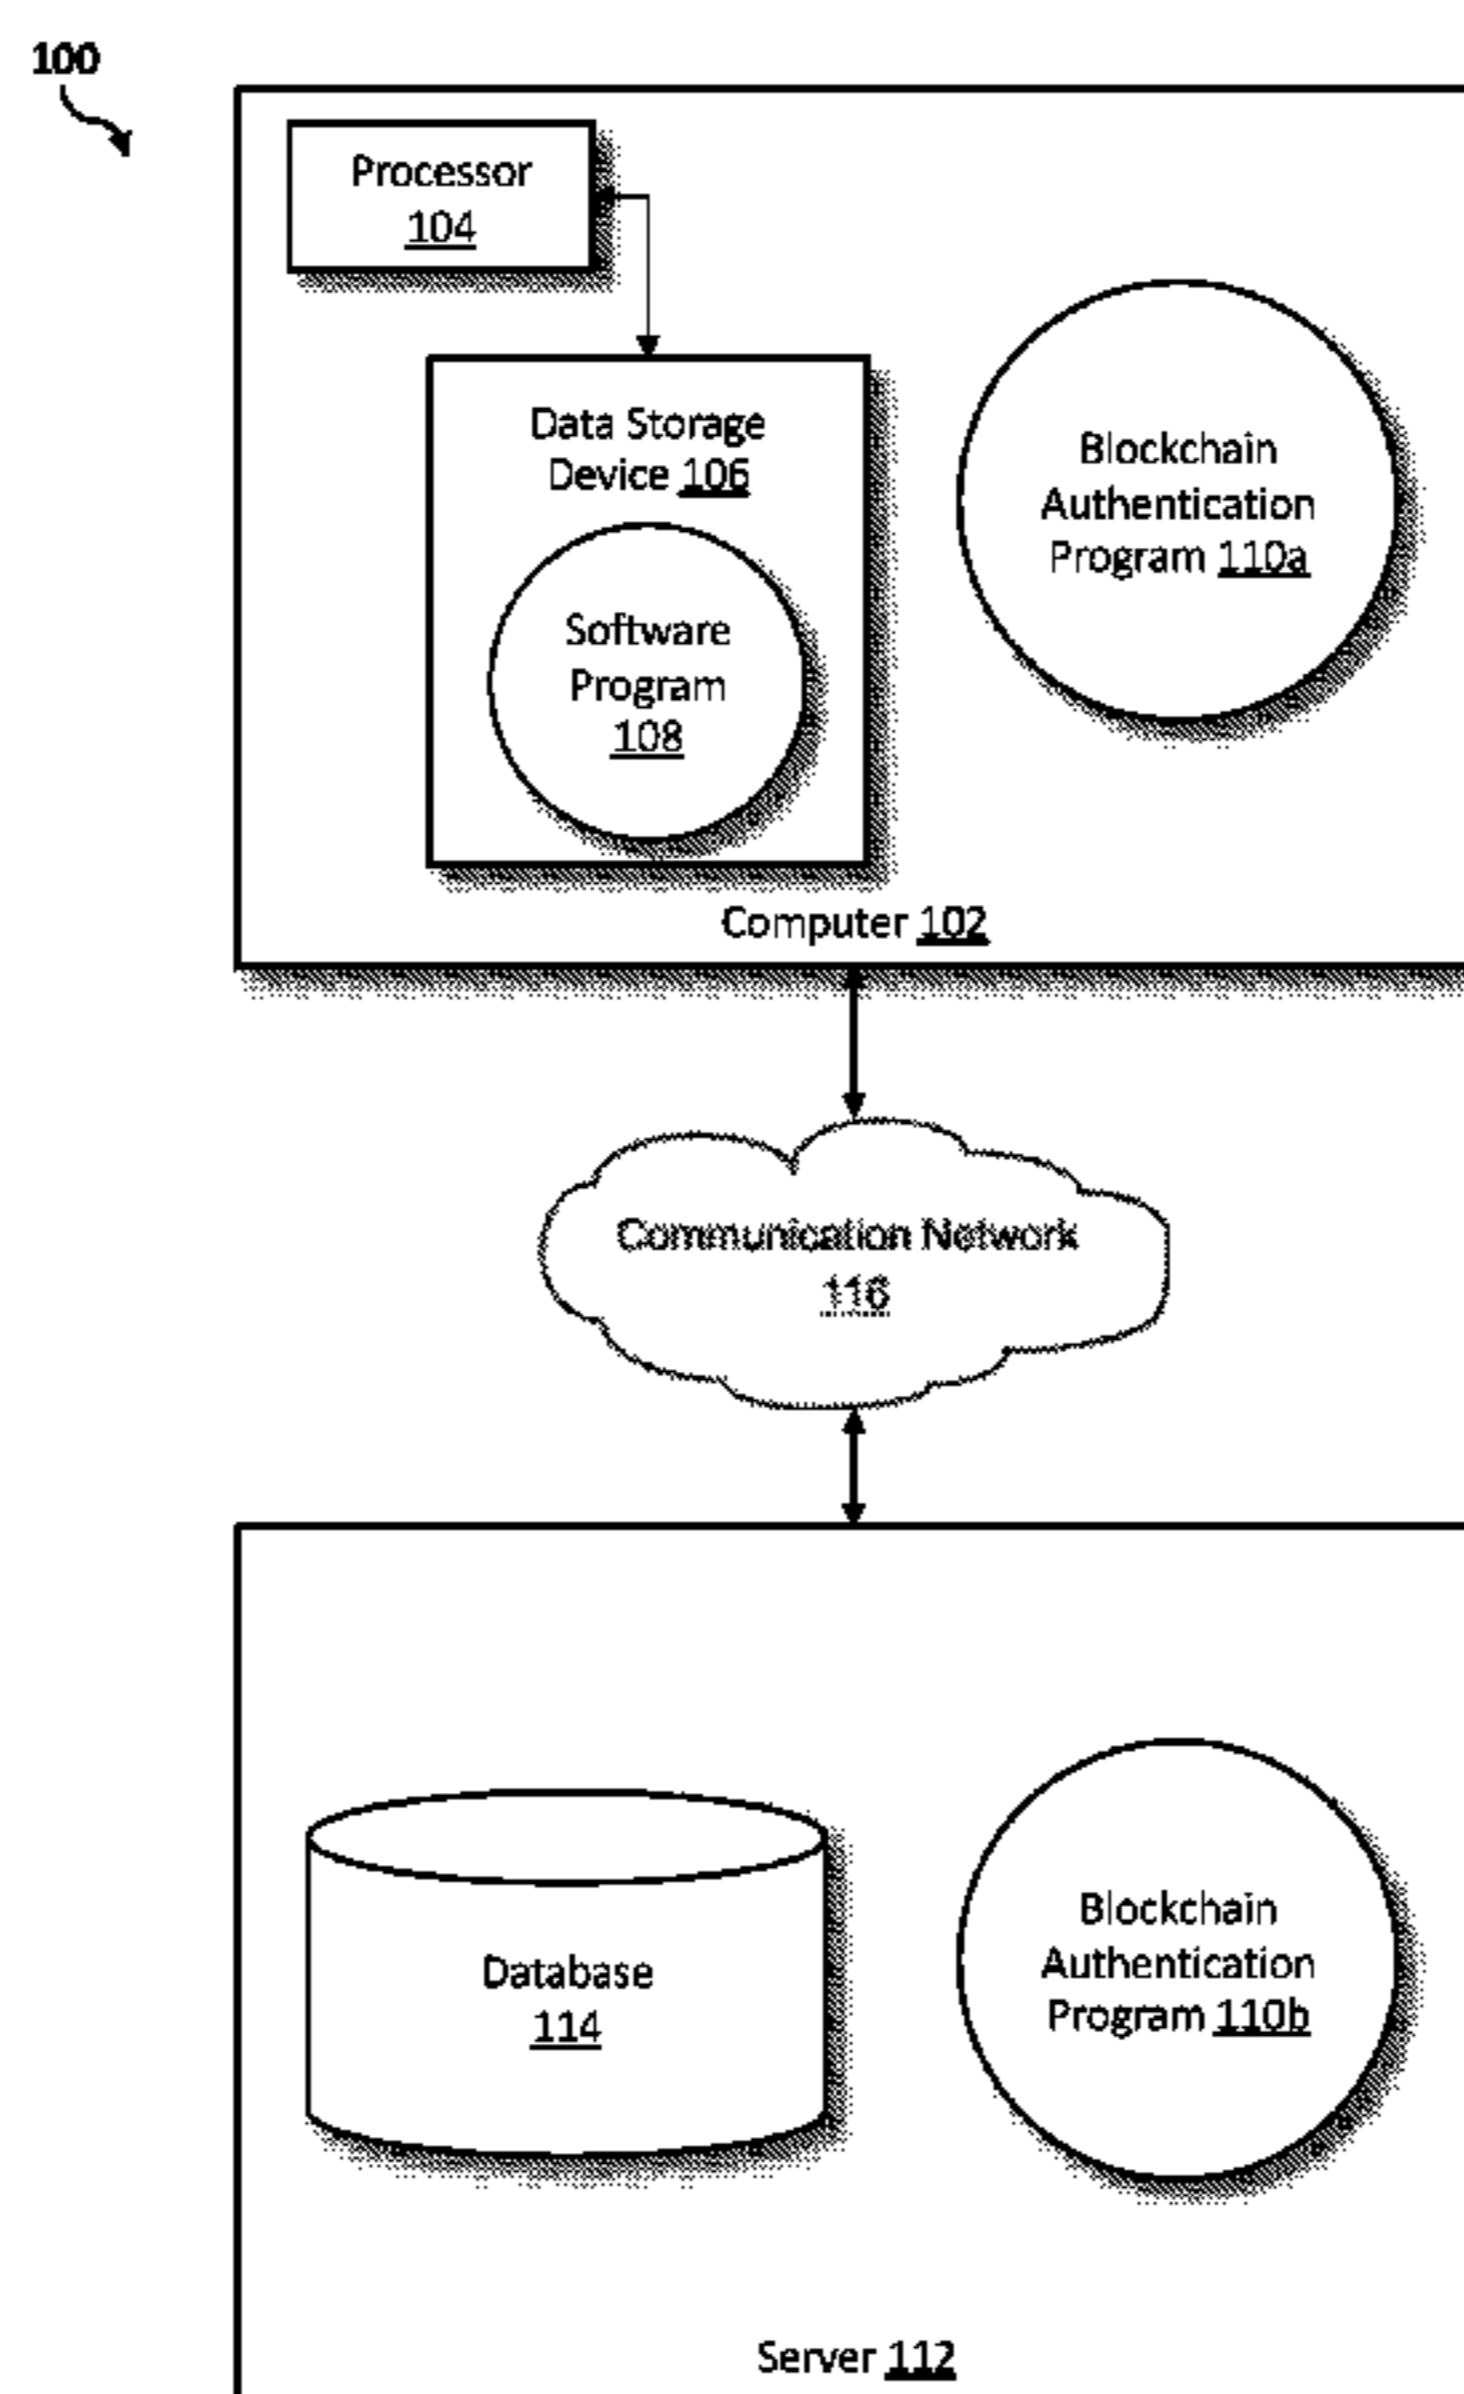 100
Processor
104
Data Storage
Device 106
Software
Program
108
Blockchain
Authentication
Program 110a
Computer 102
Communication Network
116
Database
114
Blockchain
Authentication
Program 110b
Server 112